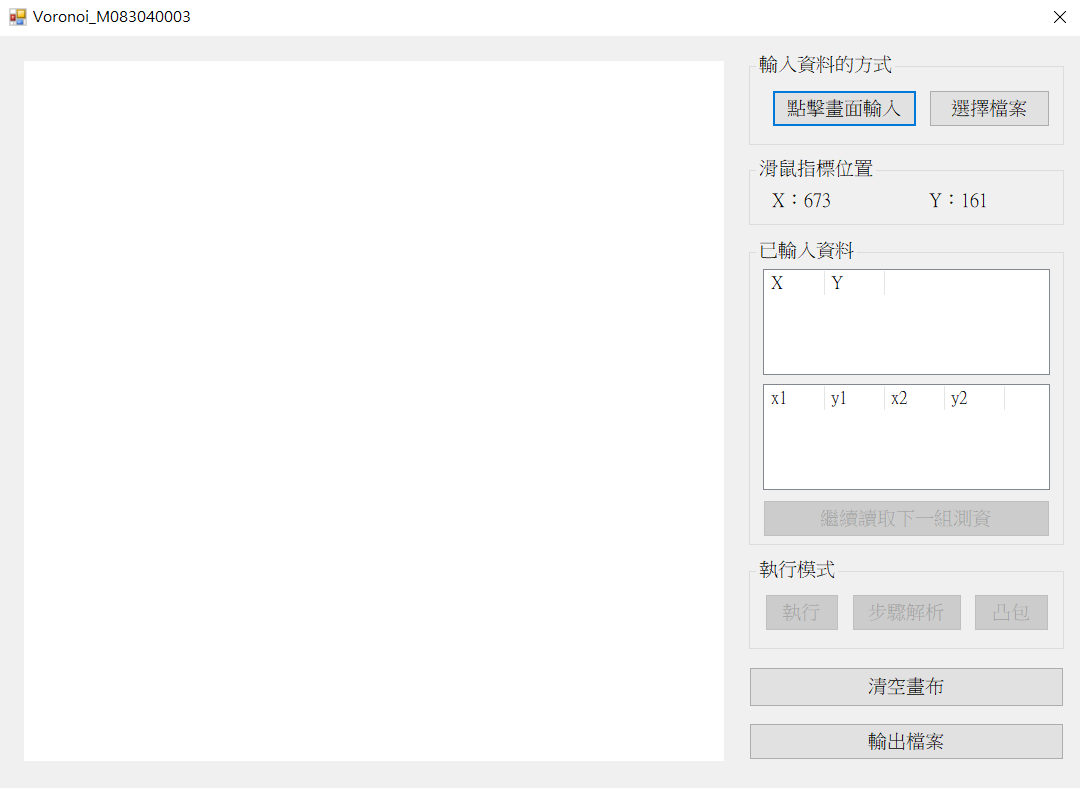 Voronoi_M083040003
輸入資料的方式
點擊畫面輸入 選擇檔案
滑鼠指標位置
X：673 Y：161
已輸入資料
X Y
x1 y1 x2 y2
繼續讀取下一組測資
執行模式
執行 步驟解析 凸包
清空畫布
輸出檔案